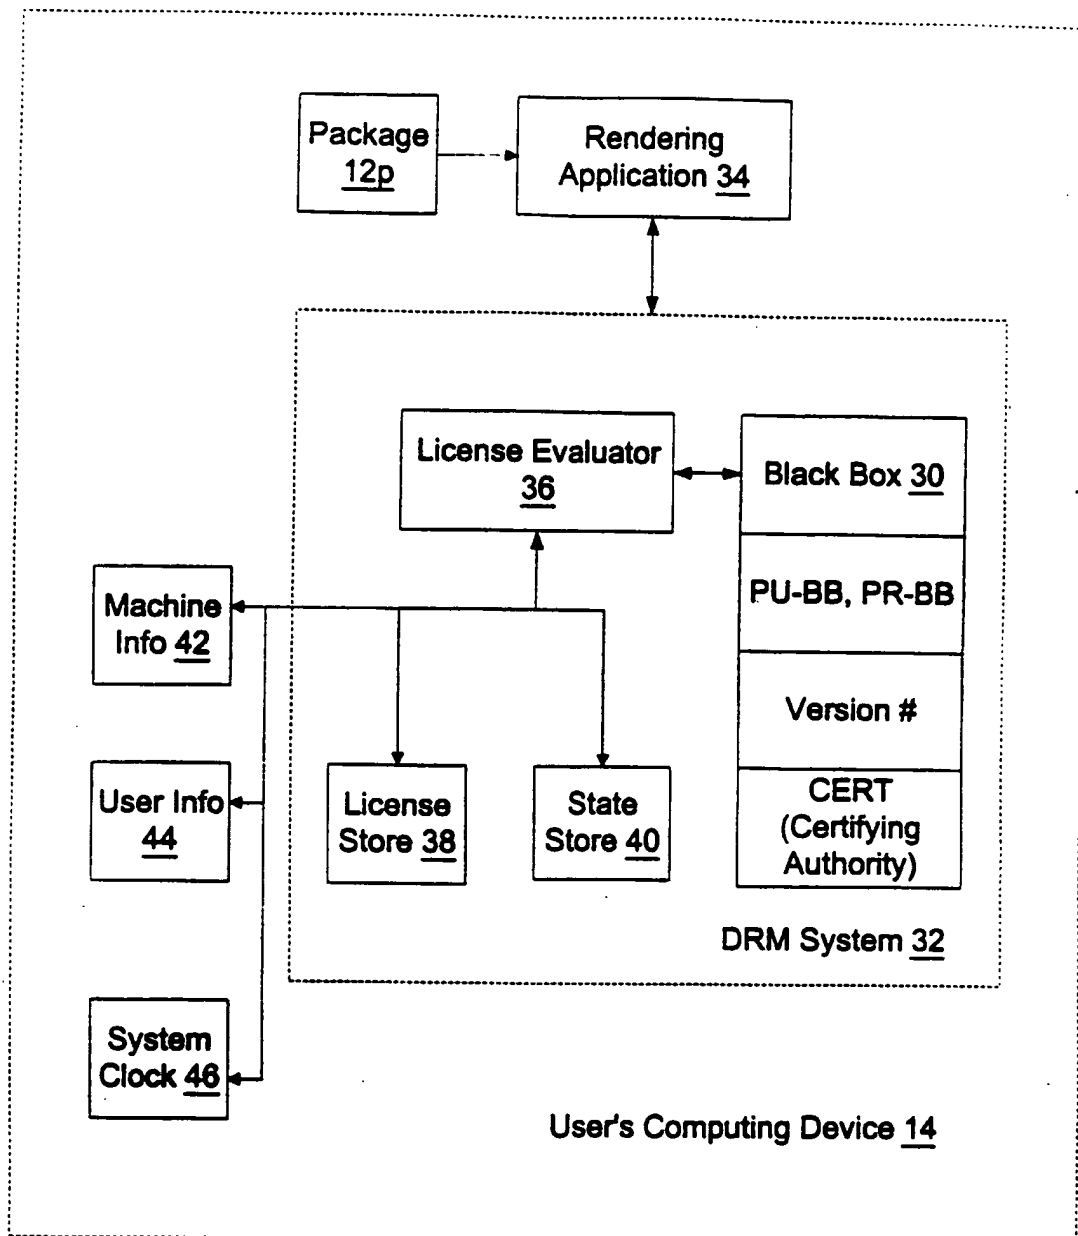 Package
12p
Rendering
Application 34
License Evaluator
36
Black Box 30
PU-BB, PR-BB
Version #
CERT
(Certifying
Authority)
Machine
Info 42
User Info
44
License
Store 38
State
Store 40
DRM System 32
System
Clock 46
User's Computing Device 14